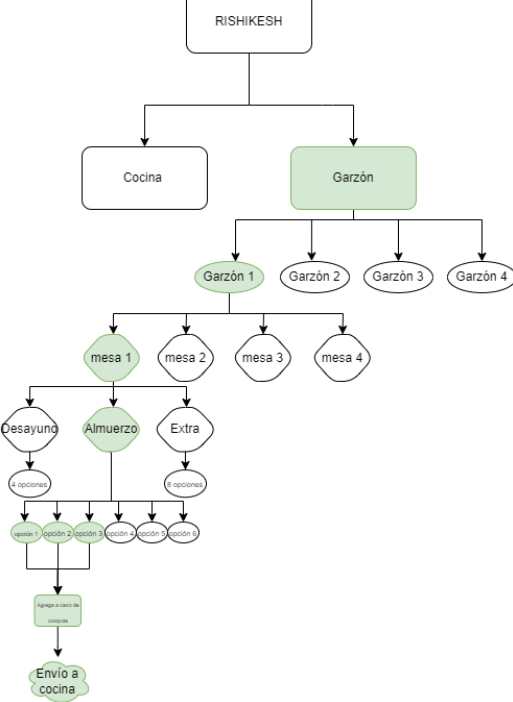 RISHIKESH
Cocina
Garzón
Garzón 1
Garzón 2
Garzón 3
Garzón 4
mesa 1
mesa 2
mesa 3
mesa 4
Desayuno
Almuerzo
Extra
4 opciones
8 opciones
opción 1
opción 2
opción 3
opción 4
opción 5
opción 6
Agrega a carro de
compras
Envío a
cocina